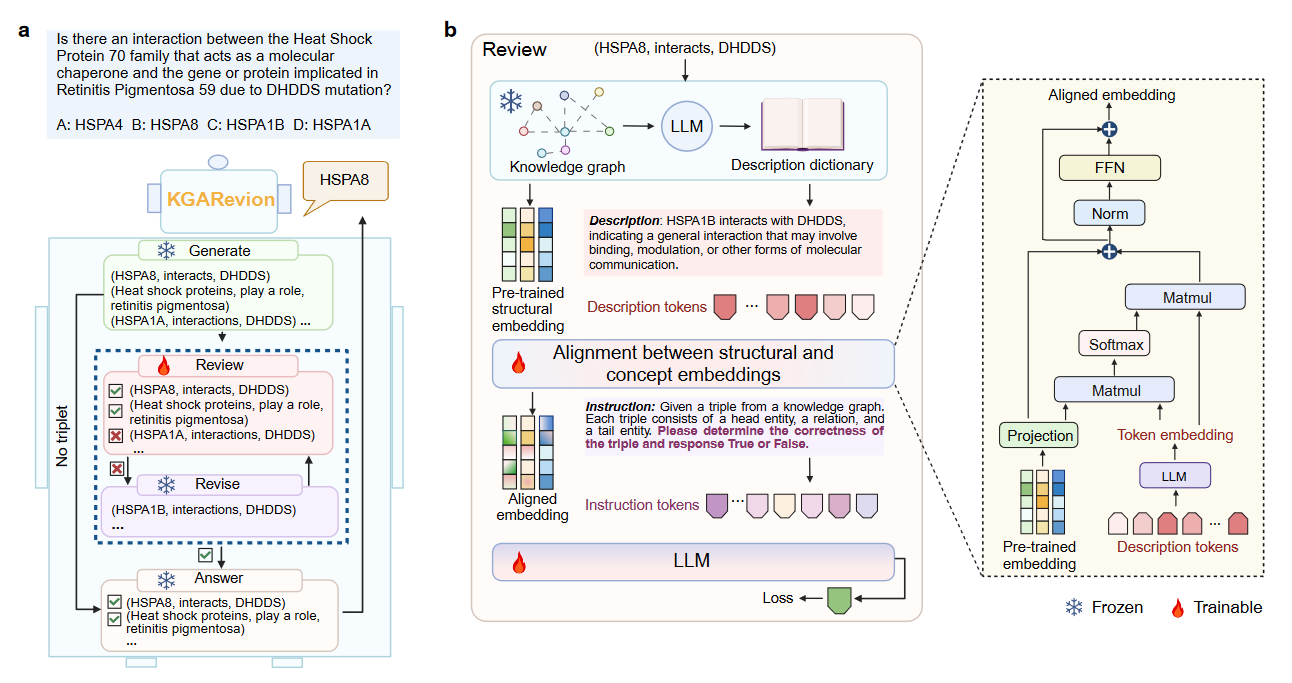 a
Is there an interaction between the Heat Shock
Protein 70 family that acts as a molecular
chaperone and the gene or protein implicated in
Retinitis Pigmentosa 59 due to DHDDS mutation?
A: HSPA4 B: HSPA8 C: HSPA1B D: HSPA1A
KGARevion
HSPA8
Generate
(HSPA8, interacts, DHDDS)
(Heat shock proteins, play a role,
retinitis pigmentosa)
(HSPA1A, interactions, DHDDS) ...
No triplet
Review
(HSPA8, interacts, DHDDS)
(Heat shock proteins, play a role,
retinitis pigmentosa)
(HSPA1A, interactions, DHDDS)
...
Revise
(HSPA1B, interactions, DHDDS)
...
Answer
(HSPA8, interacts, DHDDS)
(Heat shock proteins, play a role,
retinitis pigmentosa)
...
b
Review
(HSPA8, interacts, DHDDS)
Knowledge graph
LLM
Description dictionary
Pre-trained
structural
embedding
Description: HSPA1B interacts with DHDDS,
indicating a general interaction that may involve
binding, modulation, or other forms of molecular
communication.
Description tokens
...
Alignment between structural and
concept embeddings
Aligned
embedding
Instruction: Given a triple from a knowledge graph.
Each triple consists of a head entity, a relation, and
a tail entity. Please determine the correctness of
the triple and response True or False.
Instruction tokens
...
LLM
Loss
Aligned embedding
FFN
Norm
Matmul
Softmax
Matmul
Projection
Token embedding
LLM
...
Pre-trained
embedding
Description tokens
Frozen
Trainable